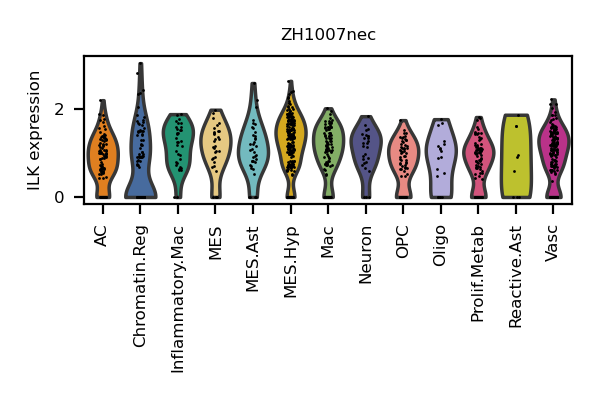 ZH1007nec
ILK expression
2
0
AC
Chromatin.Reg
Inflammatory.Mac
MES
MES.Ast
MES.Hyp
Mac
Neuron
OPC
Oligo
Prolif.Metab
Reactive.Ast
Vasc